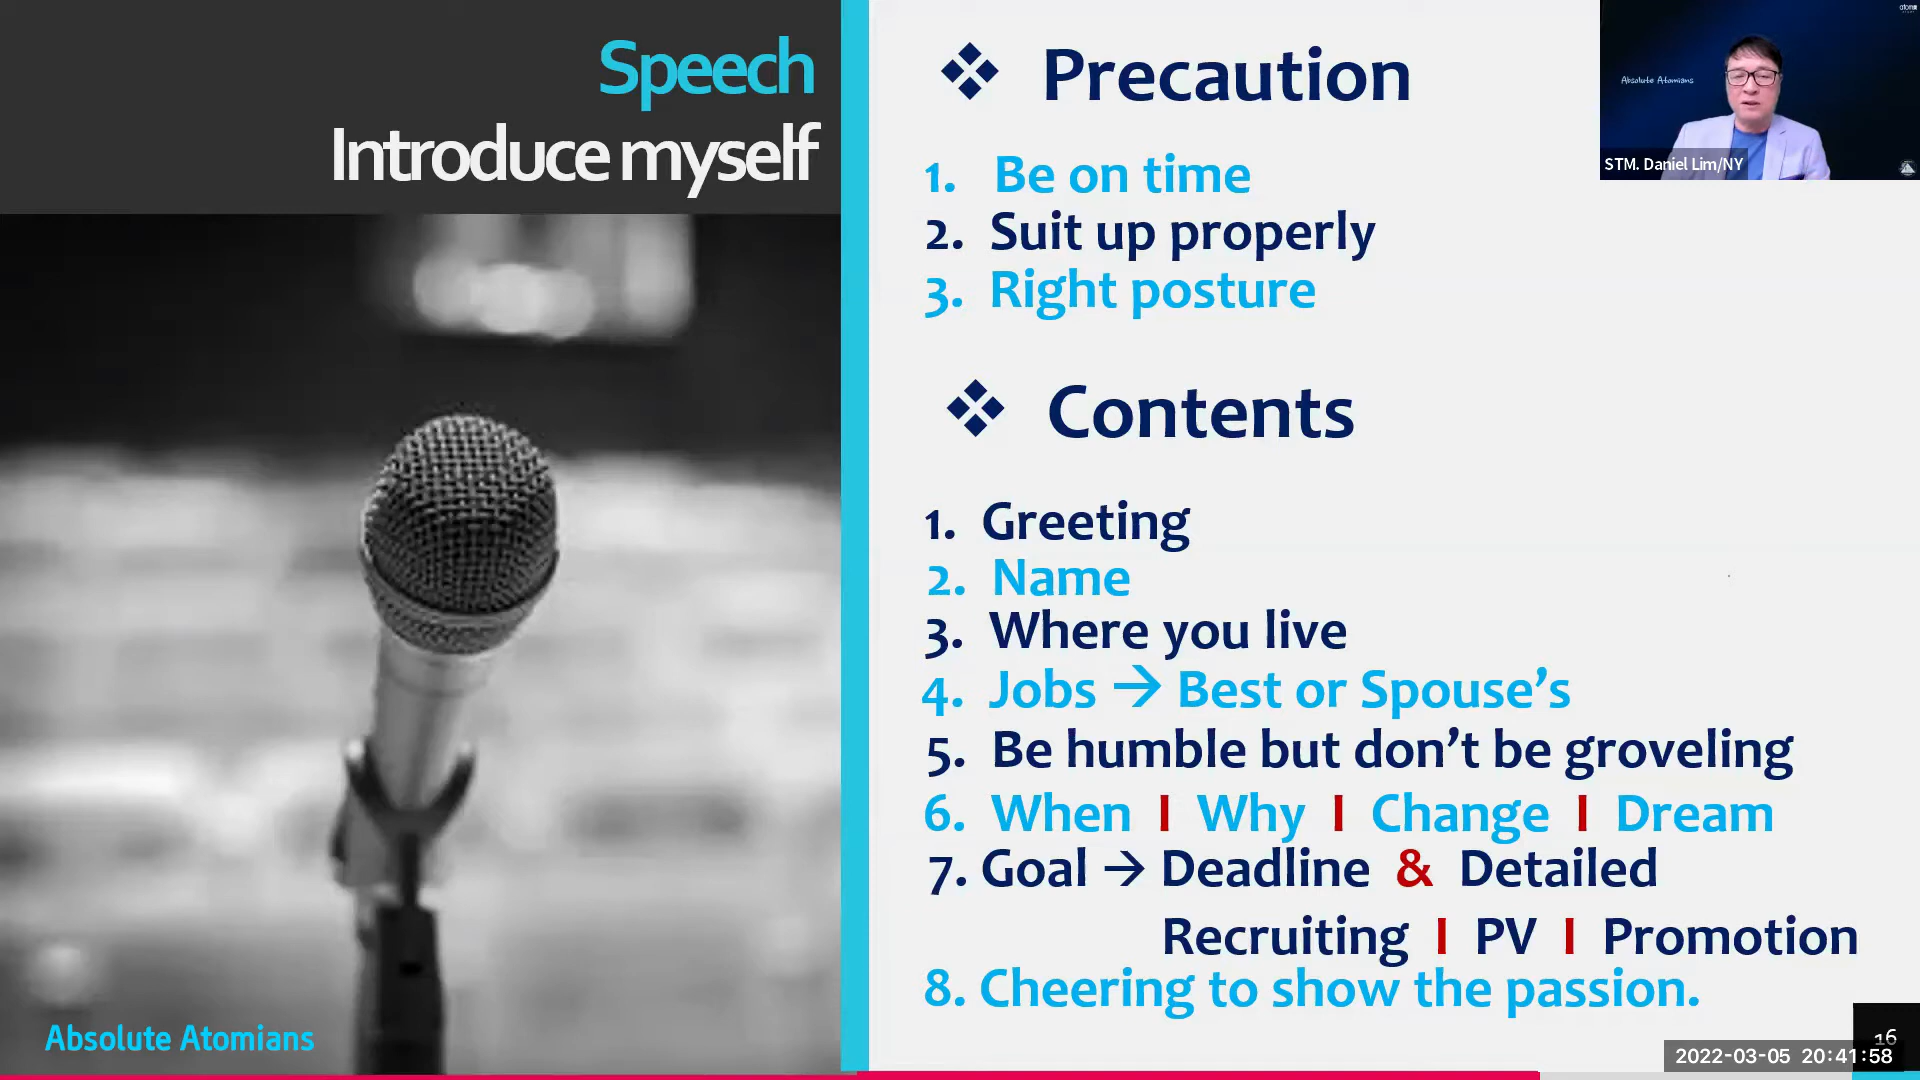 Speech
Introduce myself
Absolute Atomians
❖ Precaution
1. Be on time
2. Suit up properly
3. Right posture
❖ Contents
1. Greeting
2. Name
3. Where you live
4. Jobs → Best or Spouse’s
5. Be humble but don’t be groveling
6. When I Why I Change I Dream
7. Goal → Deadline & Detailed
Recruiting I PV I Promotion
8. Cheering to show the passion.
Absolute Atomians
STM. Daniel Lim/NY
16
2022-03-05 20:41:58